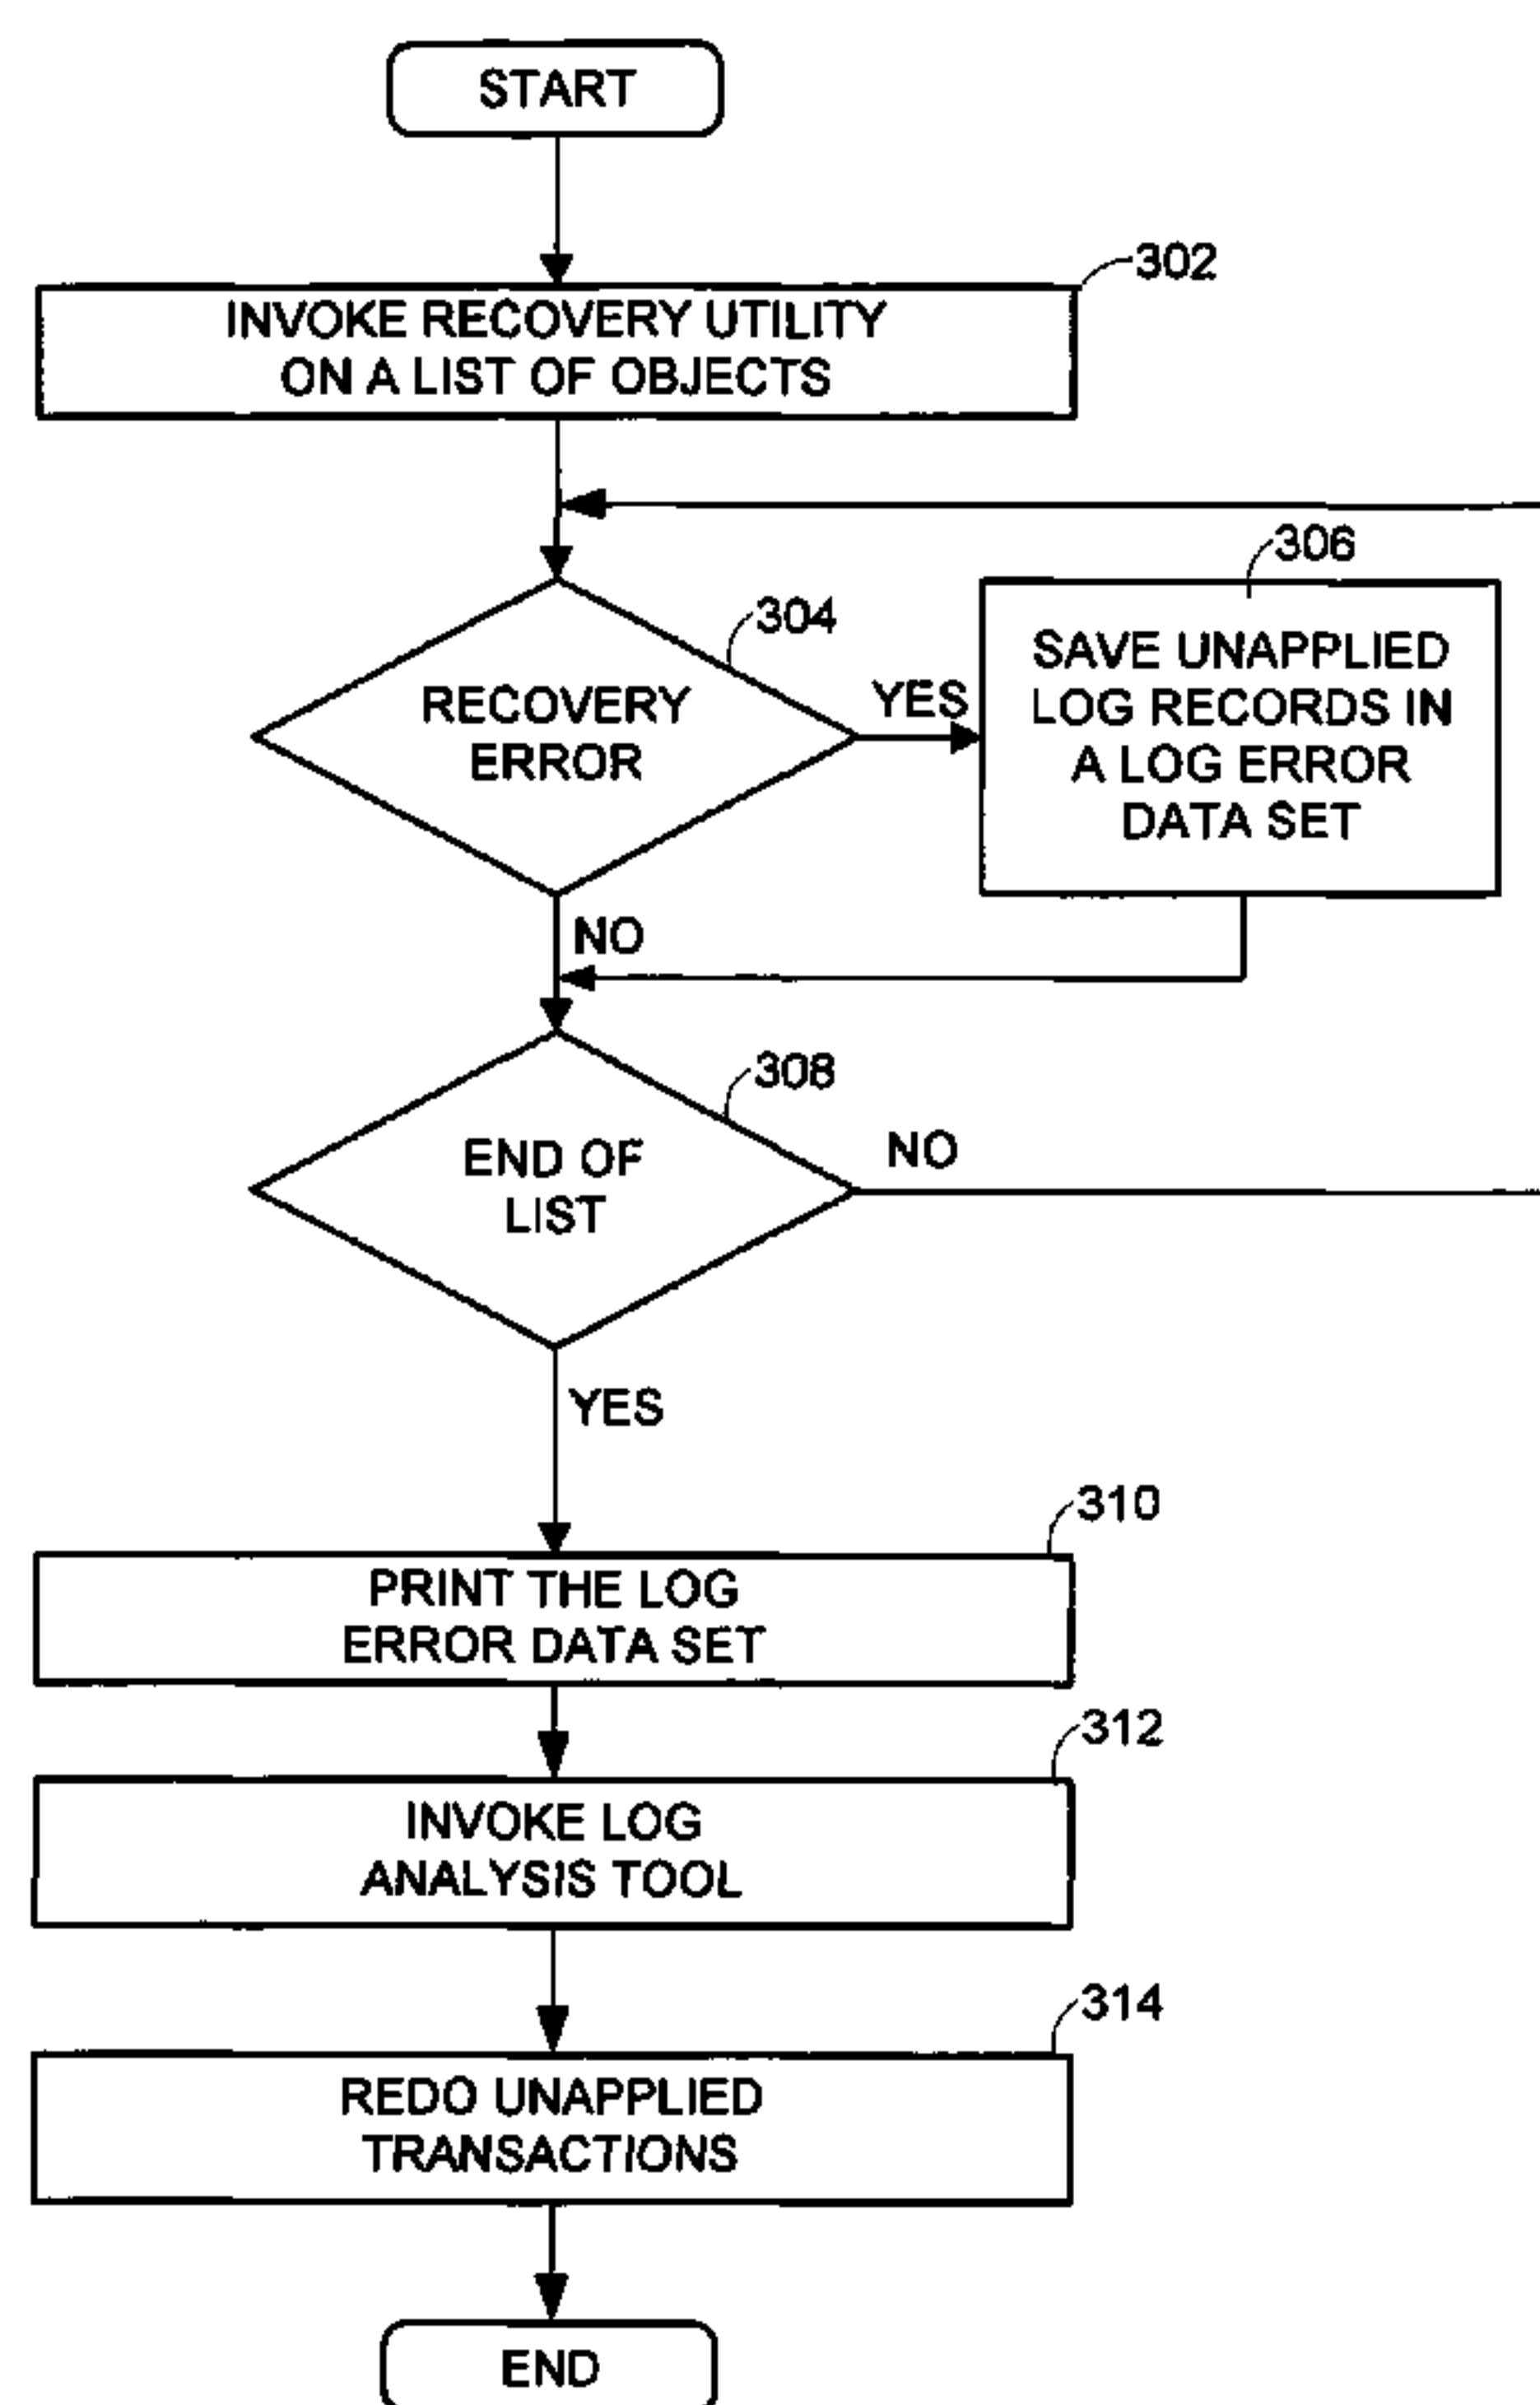 START
302
INVOKE RECOVERY UTILITY
ON A LIST OF OBJECTS
306
304
SAVE UNAPPLIED
LOG RECORDS IN
A LOG ERROR
DATA SET
RECOVERY
ERROR
YES
NO
308
END OF
LIST
NO
YES
310
PRINT THE LOG
ERROR DATA SET
312
INVOKE LOG
ANALYSIS TOOL
314
REDO UNAPPLIED
TRANSACTIONS
END